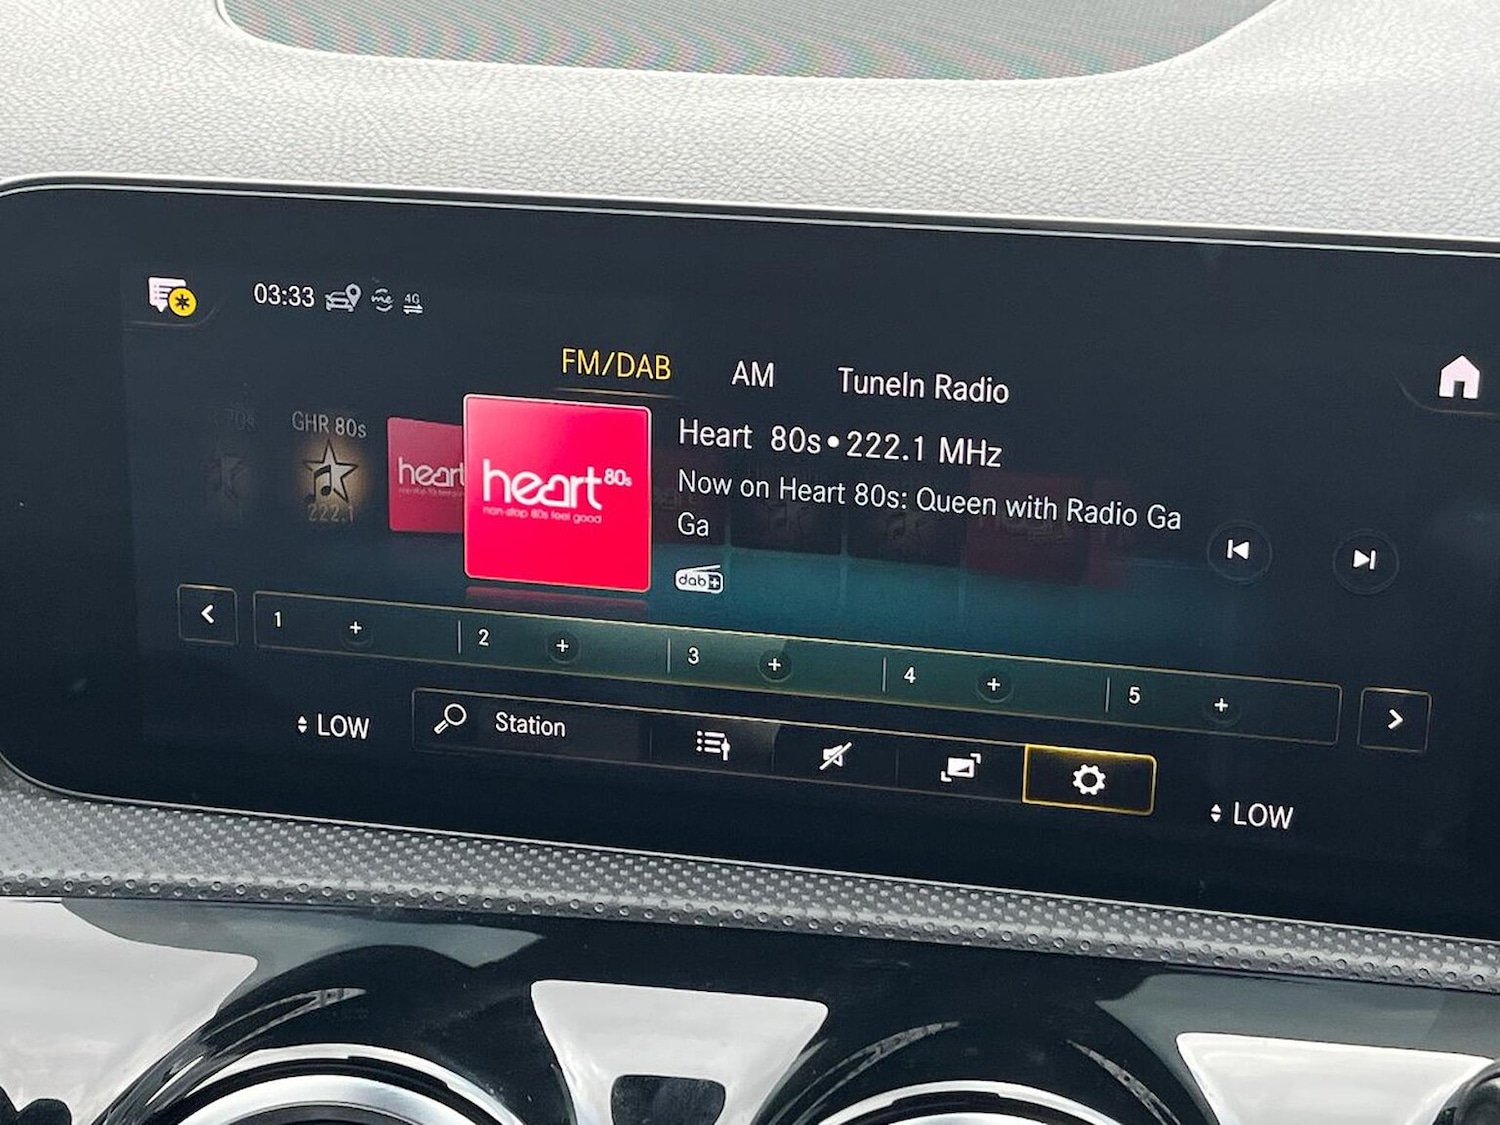 03:33
4G
me
FM/DAB AM TuneIn Radio
70s GHR 80s
222.1
heart
heart 80s
non-stop 80s feel good
Heart 80s • 222.1 MHz
Now on Heart 80s: Queen with Radio Ga
Ga
dab+
1 + 2 + 3 + 4 + 5 +
LOW Station LOW